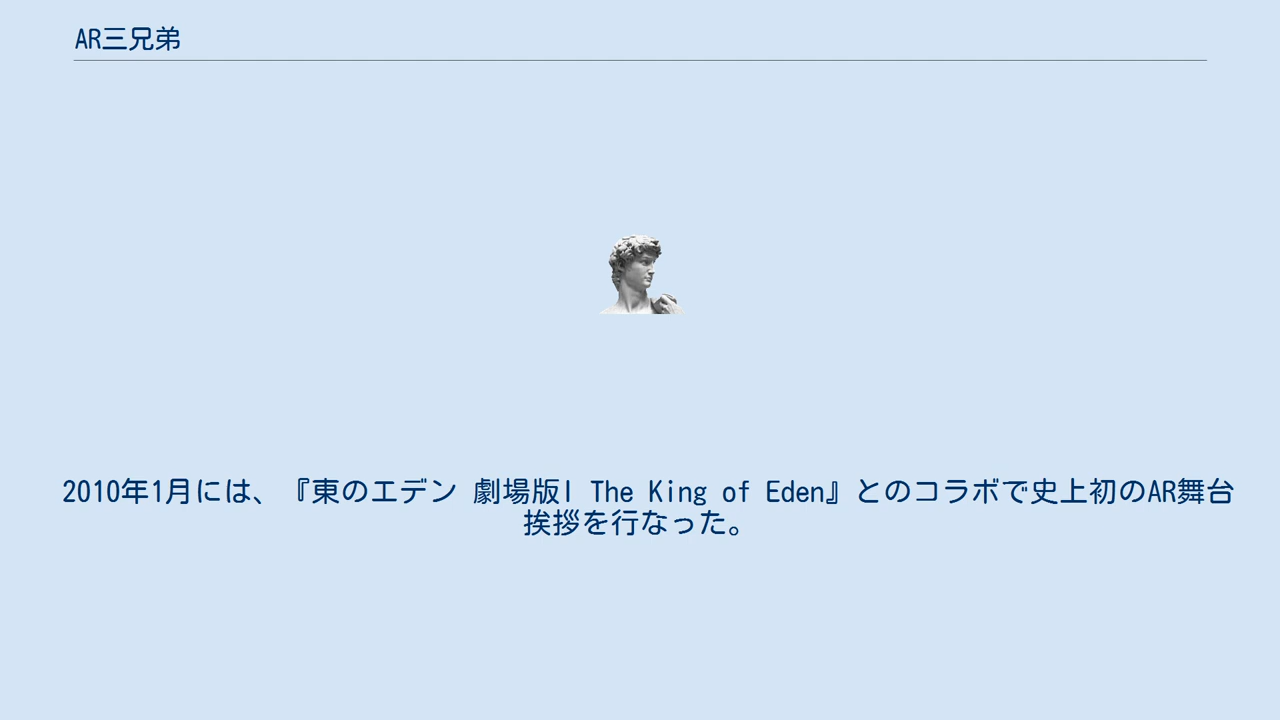 AR三兄弟
2010年1月には、『東のエデン 劇場版I The King of Eden』とのコラボで史上初のAR舞台
挨拶を行なった。